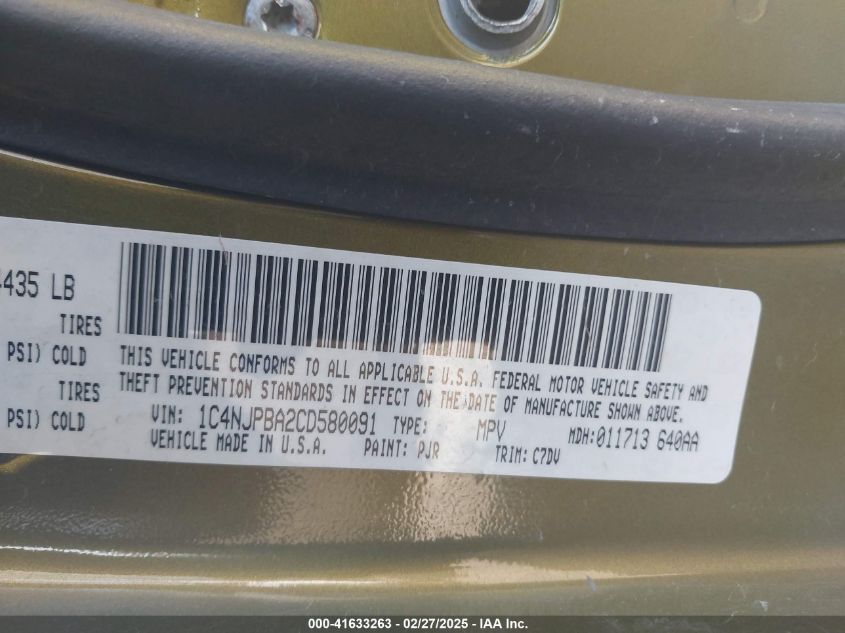 4435 LB
TIRES
PSI) COLD
TIRES
PSI) COLD
THIS VEHICLE CONFORMS TO ALL APPLICABLE U.S.A. FEDERAL MOTOR VEHICLE SAFETY AND
THEFT PREVENTION STANDARDS IN EFFECT ON THE DATE OF MANUFACTURE SHOWN ABOVE.
VIN: 1C4NJPBA2CD580091 TYPE: MPV MDH:011713 640AA
VEHICLE MADE IN U.S.A. PAINT: PJR TRIM: C7DV
000-41633263 - 02/27/2025 - IAA Inc.